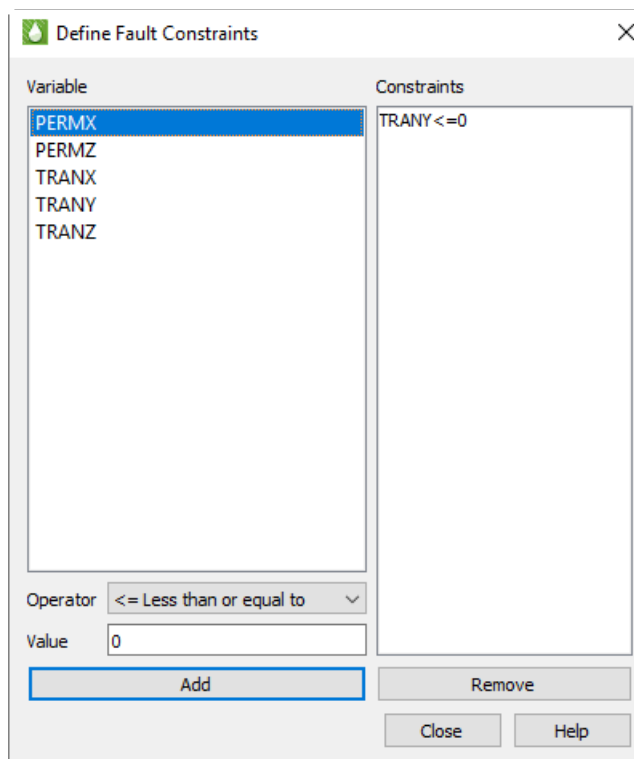 Define Fault Constraints
Variable
PERMX
PERMZ
TRANX
TRANY
TRANZ
Constraints
TRANY<=0
Operator <= Less than or equal to
Value 0
Add
Remove
Close
Help